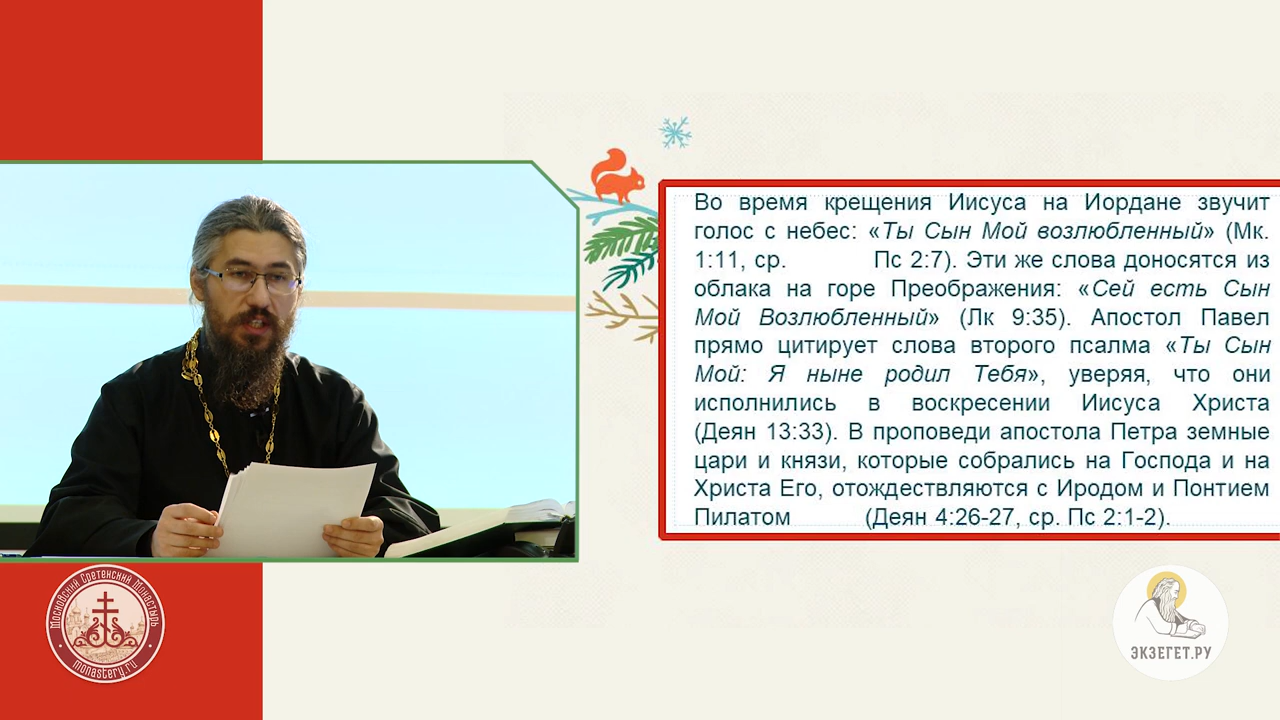 Во время крещения Иисуса на Иордане звучит
голос с небес: «Ты Сын Мой возлюбленный» (Мк.
1:11, ср. Пс 2:7). Эти же слова доносятся из
облака на горе Преображения: «Сей есть Сын
Мой Возлюбленный» (Лк 9:35). Апостол Павел
прямо цитирует слова второго псалма «Ты Сын
Мой: Я ныне родил Тебя», уверяя, что они
исполнились в воскресении Иисуса Христа
(Деян 13:33). В проповеди апостола Петра земные
цари и князи, которые собрались на Господа и на
Христа Его, отождествляются с Иродом и Понтием
Пилатом (Деян 4:26-27, ср. Пс 2:1-2).
Московский Сретенский Монастырь
monastery.ru
ЭКЗЕГЕТ.РУ